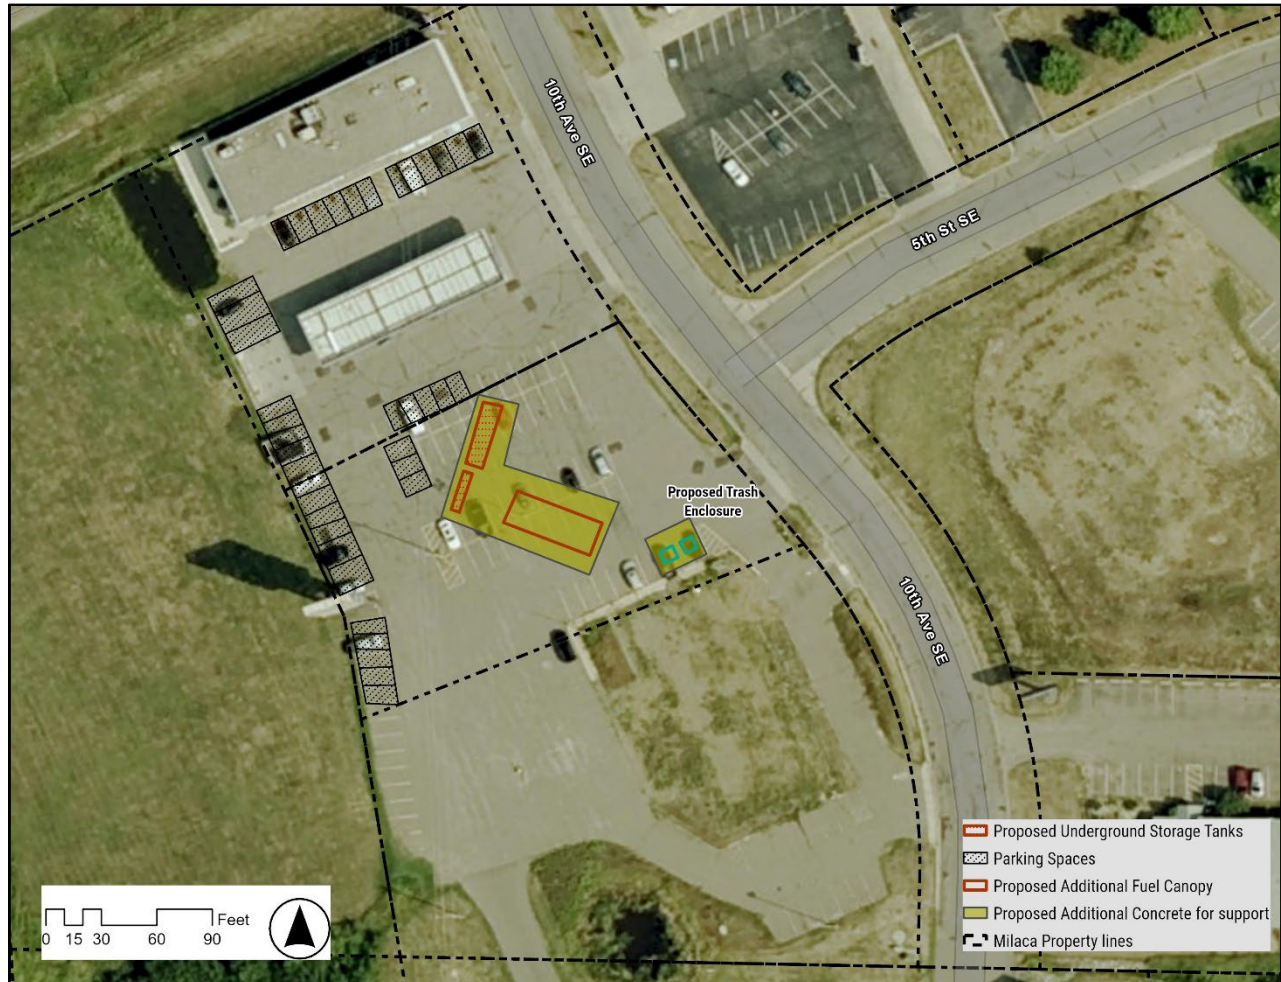 10th Ave SE
5th St SE
Proposed Trash
Enclosure
10th Ave SE
Proposed Underground Storage Tanks
Parking Spaces
Proposed Additional Fuel Canopy
Proposed Additional Concrete for support
Milaca Property lines
Feet
0 15 30 60 90